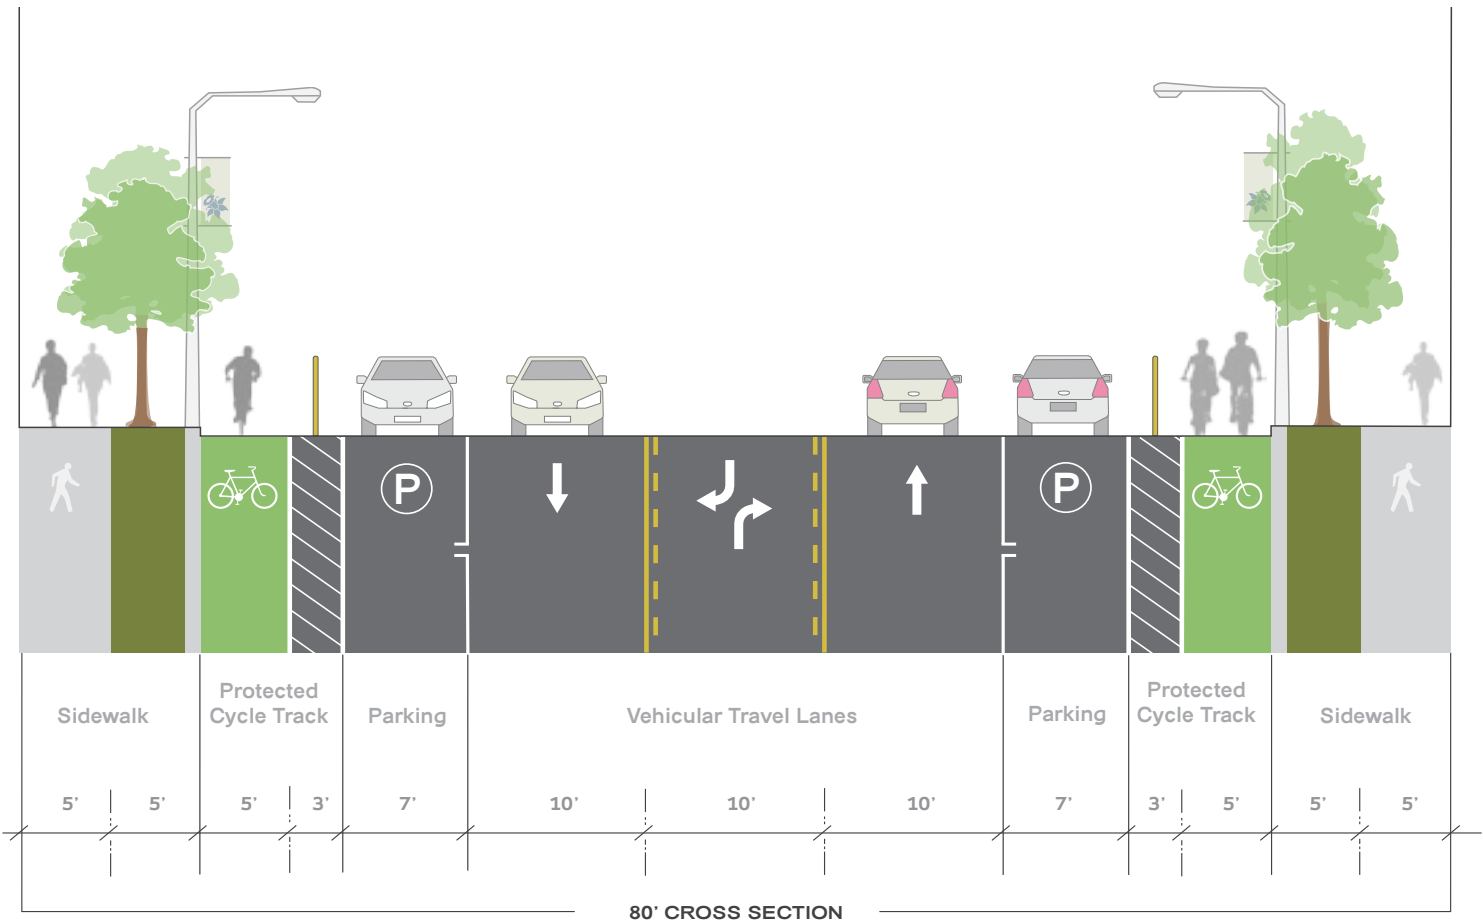 P
P
Sidewalk
Protected
Cycle Track
Parking
Vehicular Travel Lanes
Parking
Protected
Cycle Track
Sidewalk
5’ 5’ 5’ 3’ 7’ 10’ 10’ 10’ 7’ 3’ 5’ 5’ 5’
80’ CROSS SECTION